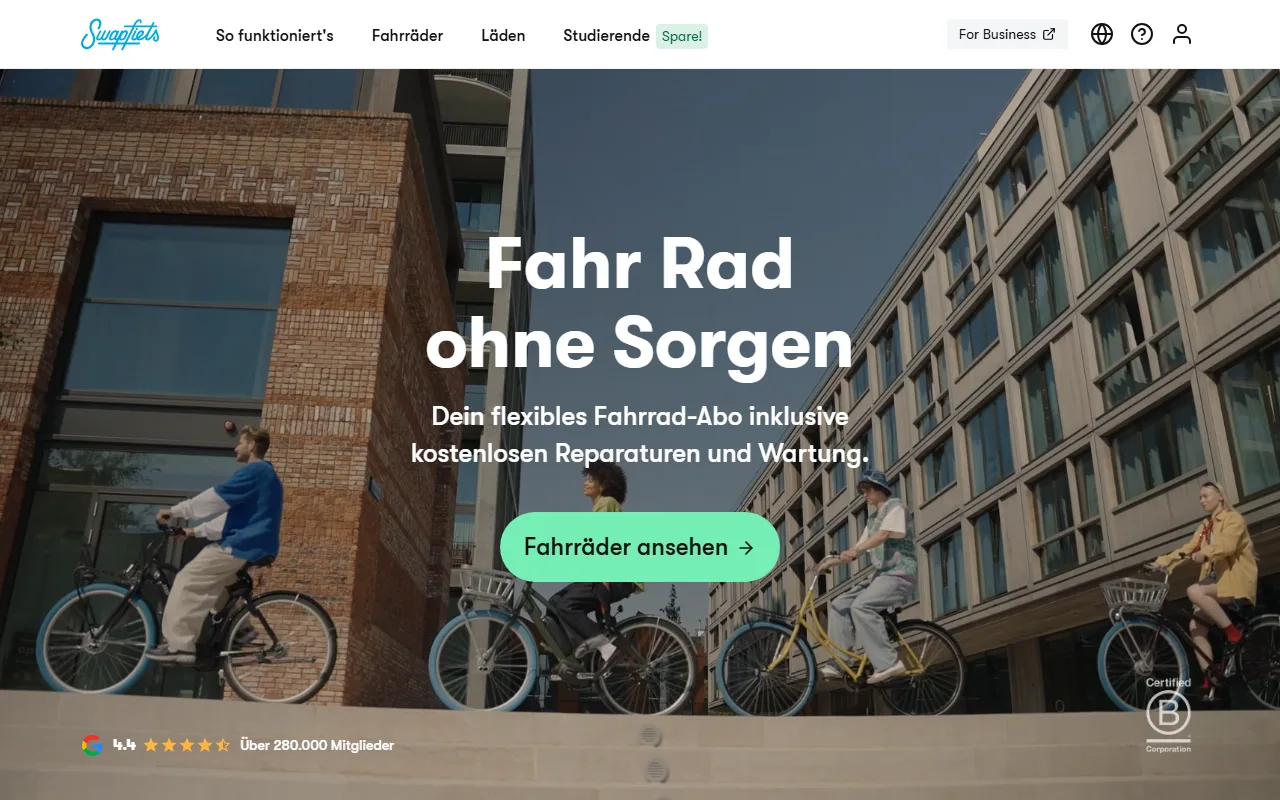 Swapfiets
So funktioniert's
Fahrräder
Läden
Studierende Spare!
For Business
Fahr Rad
ohne Sorgen
Dein flexibles Fahrrad-Abo inklusive
kostenlosen Reparaturen und Wartung.
Fahrräder ansehen →
4.4 Über 280.000 Mitglieder
Certified
B
Corporation